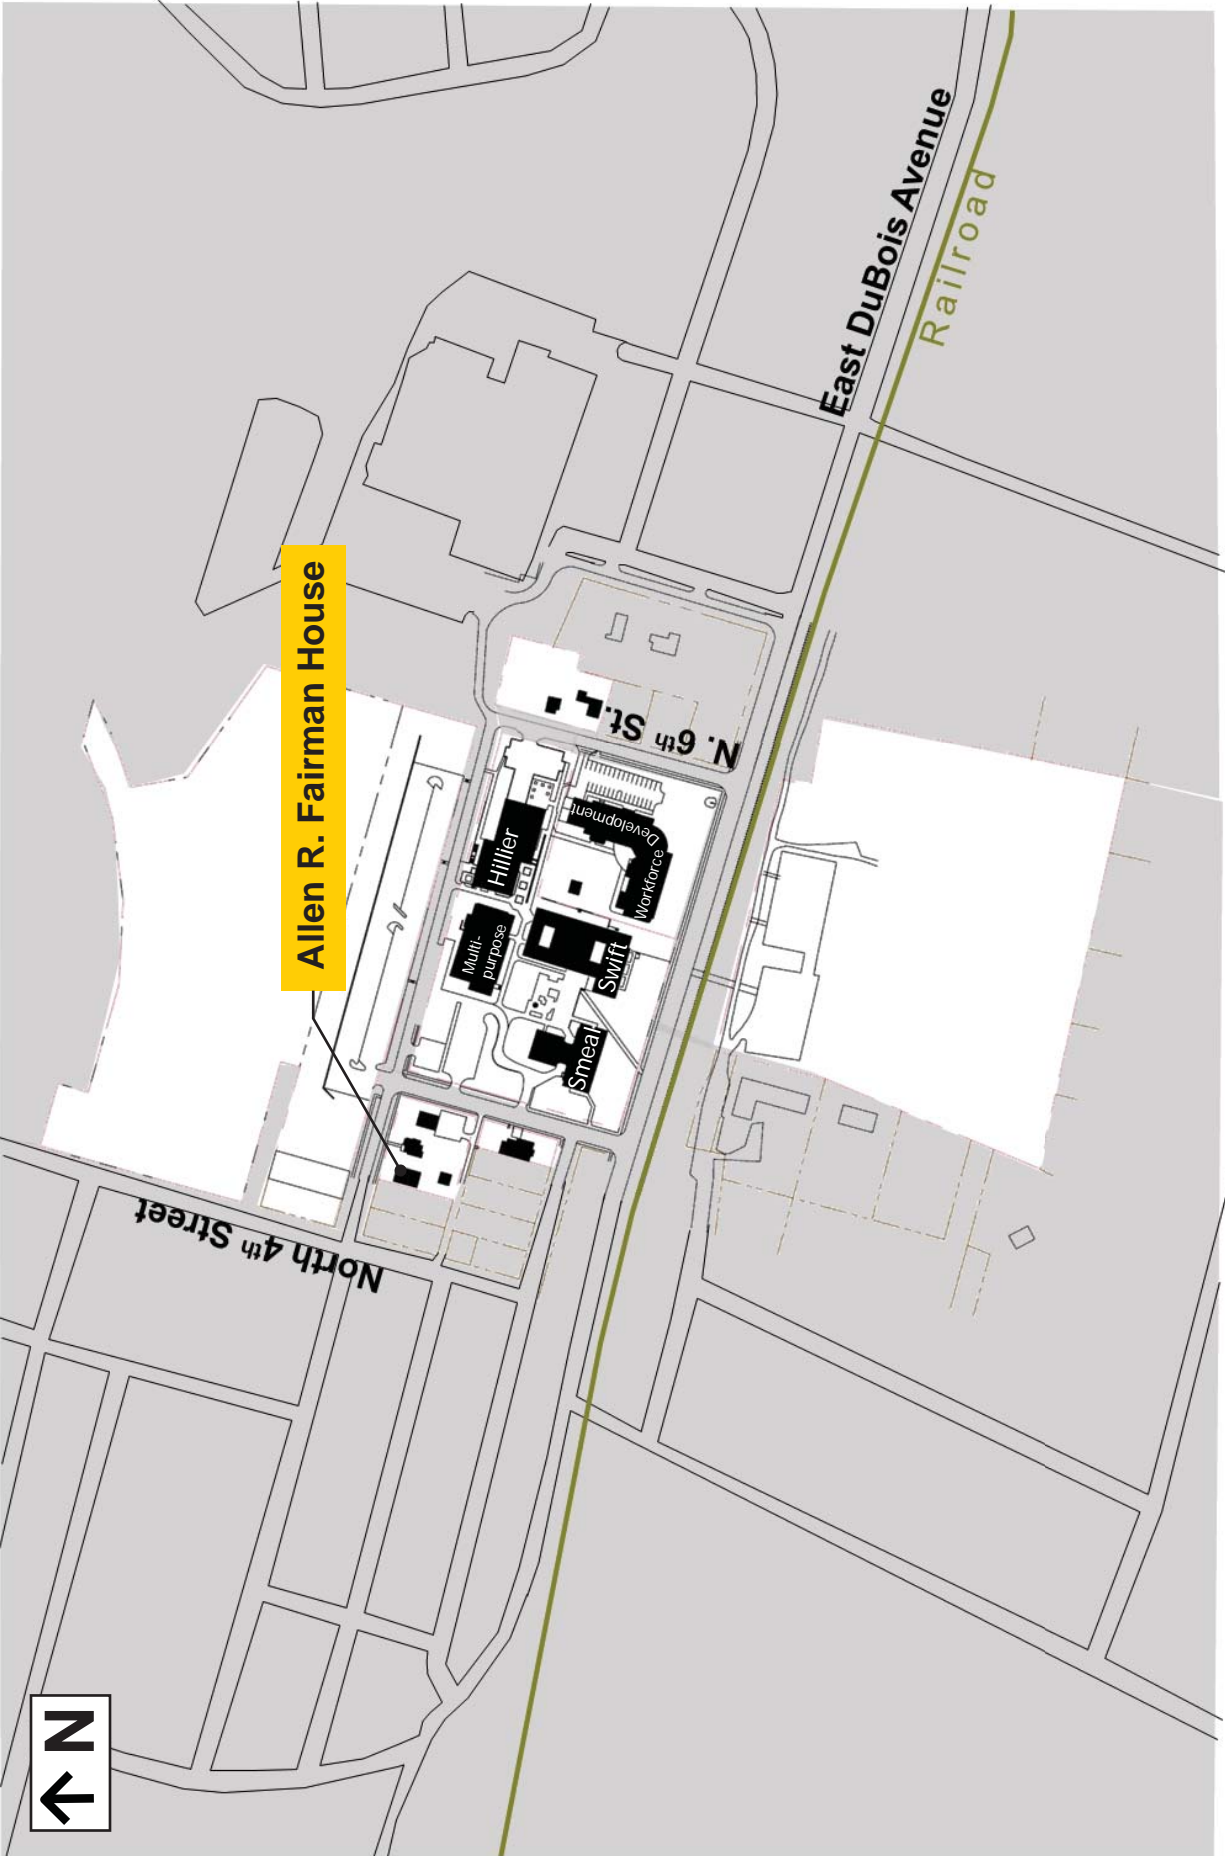 East DuBois Avenue
Railroad
Allen R. Fairman House
N. 6th St.
Hillier
Development
Workforce
Multi-
purpose
Swift
Smeal
North 4th Street
N